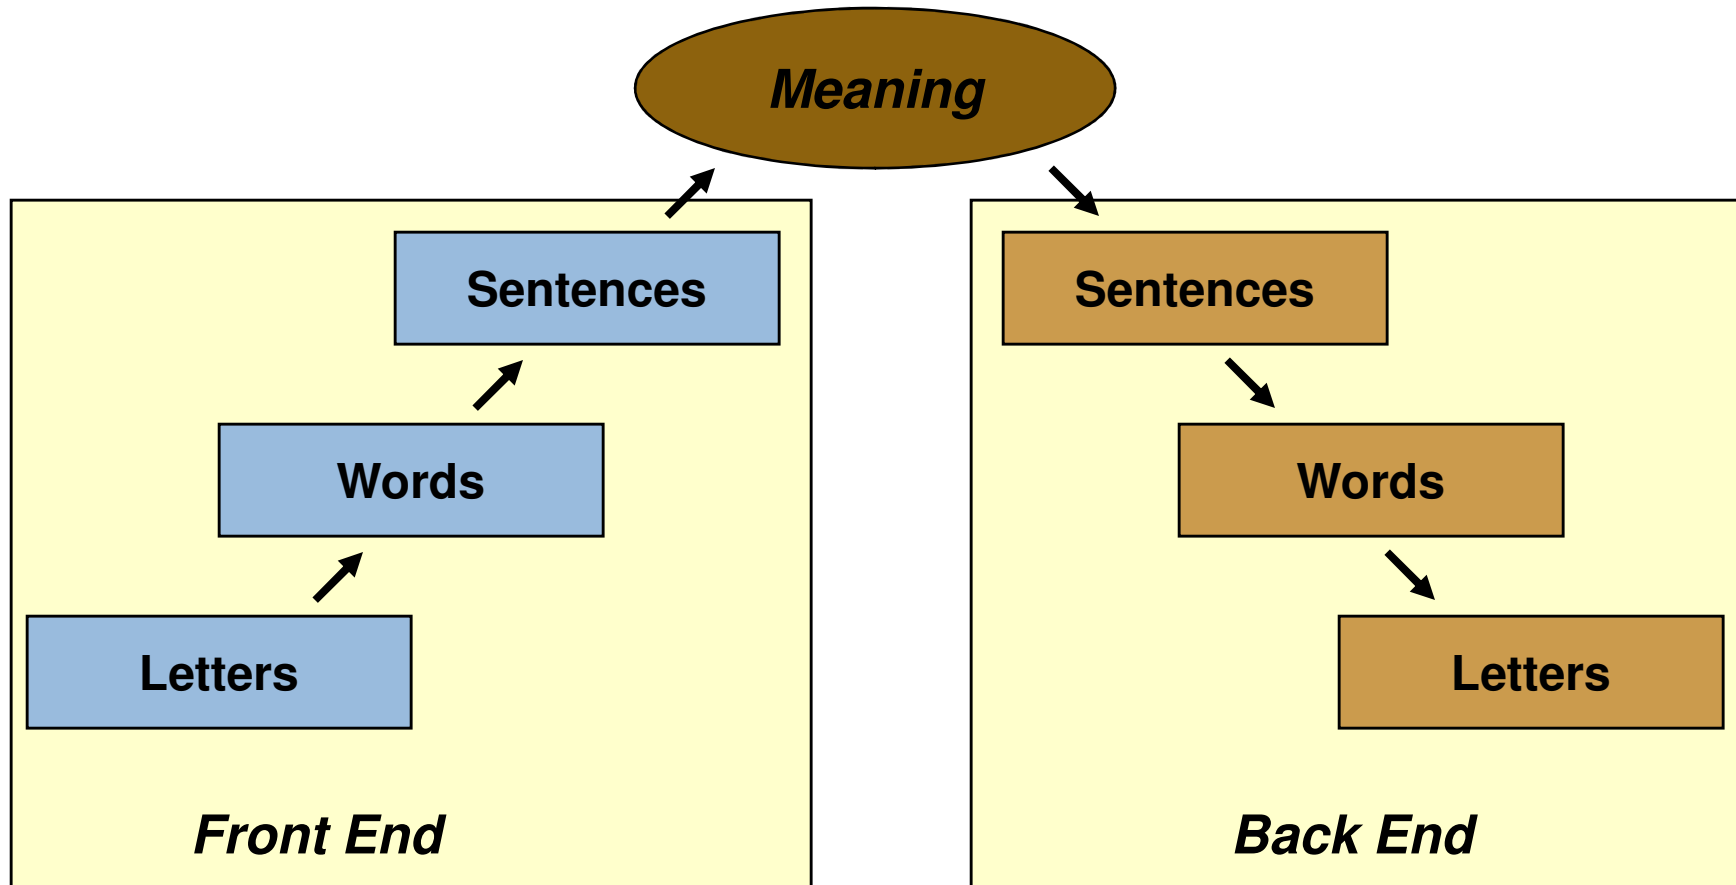 Meaning
Sentences
Words
Letters
Front End
Sentences
Words
Letters
Back End